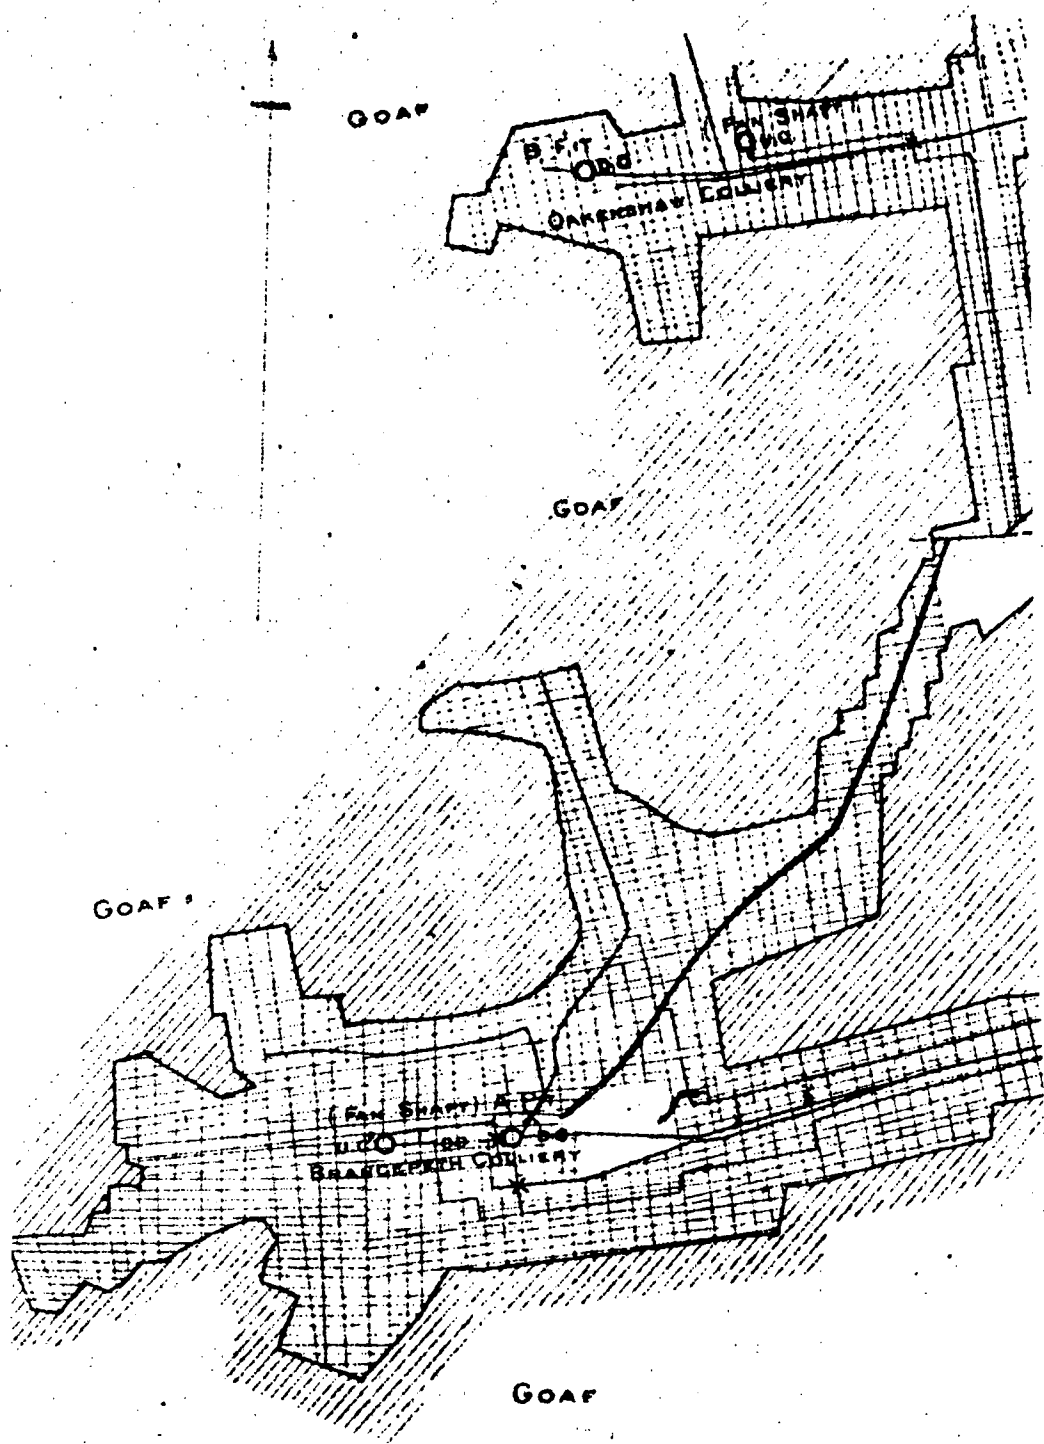 GOAF
FAN SHAFT
U.C.
B PIT
D.C
OAKENSHAW COLLIERY
GOAF
GOAF
(FAN SHAFT) A PIT
U.C
D.C.
BRANCEPETH COLLIERY
GOAF